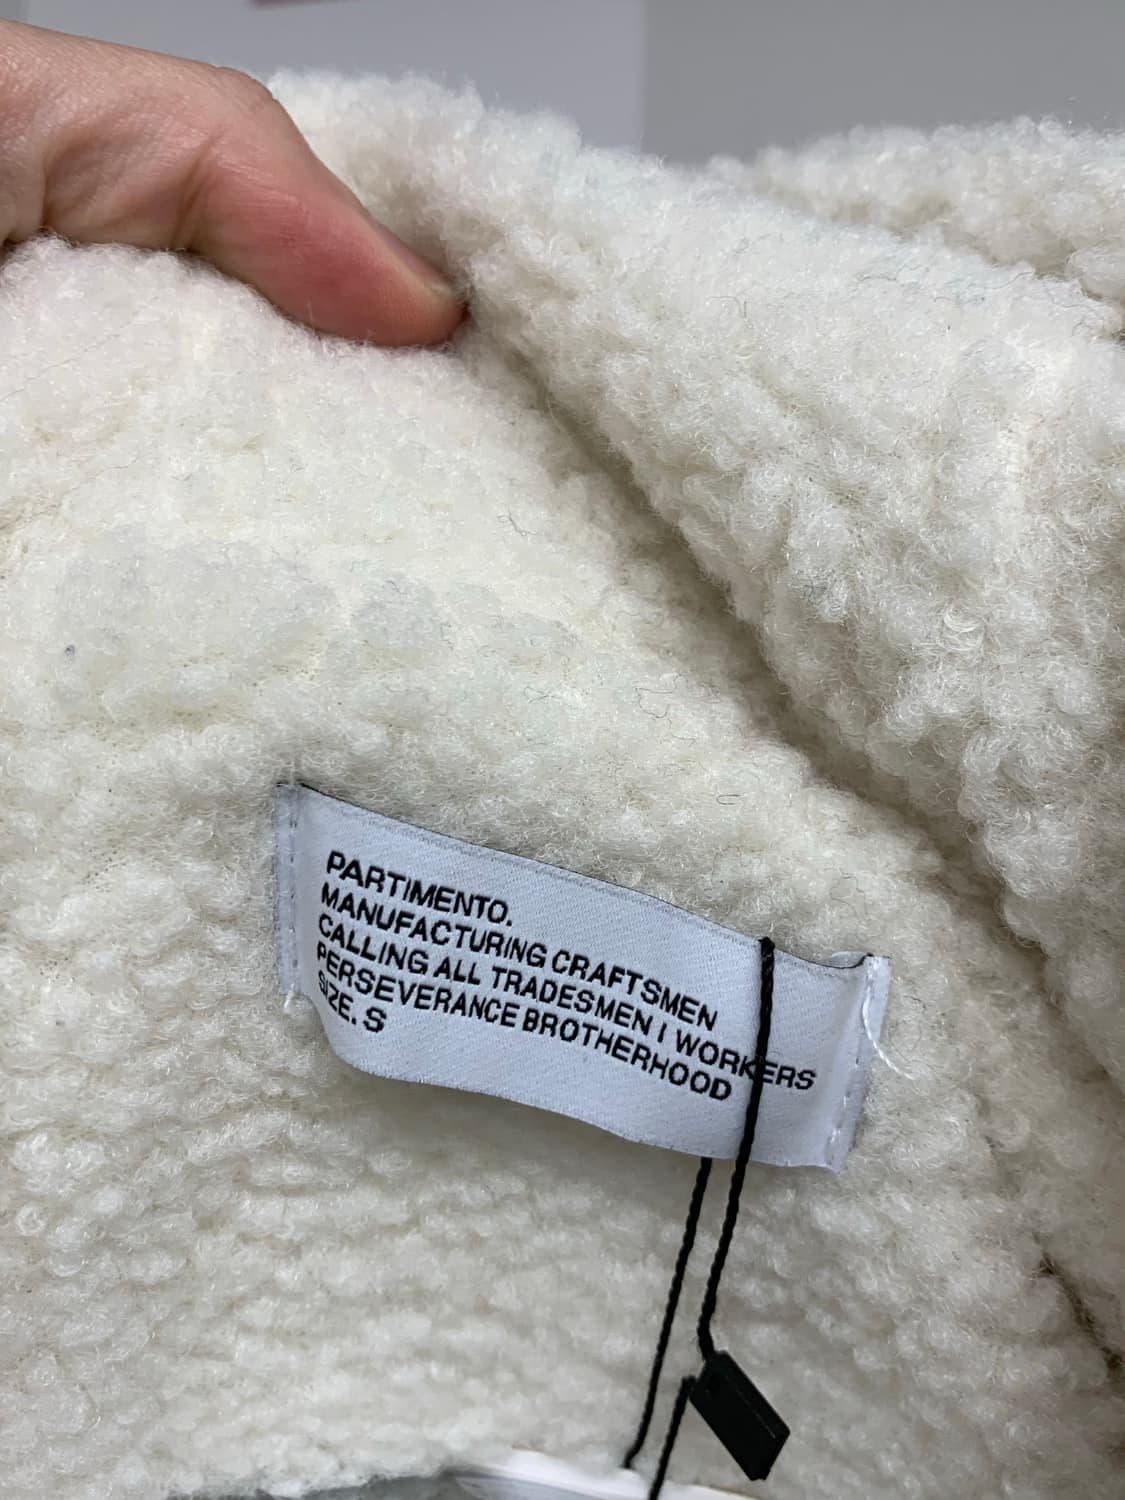 PARTIMENTO.
MANUFACTURING CRAFTSMEN
CALLING ALL TRADESMEN I WORKERS
PERSEVERANCE BROTHERHOOD
SIZE. S